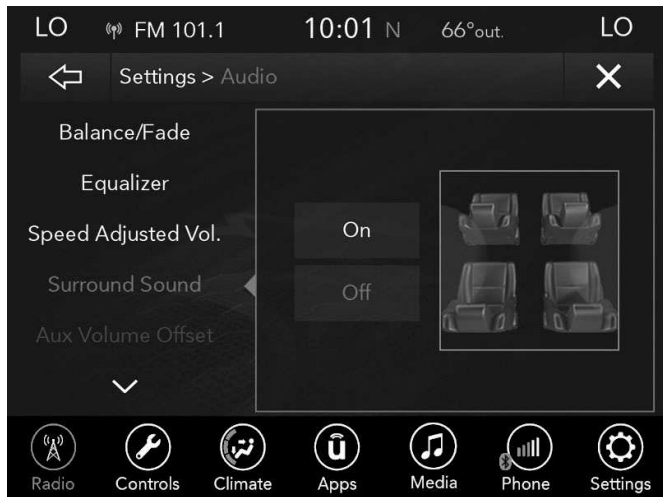 LO FM 101.1 10:01 N 66°out. LO
Settings > Audio
Balance/Fade
Equalizer
Speed Adjusted Vol.
Surround Sound
Aux Volume Offset
On
Off
Radio Controls Climate ū Apps Media Phone Settings